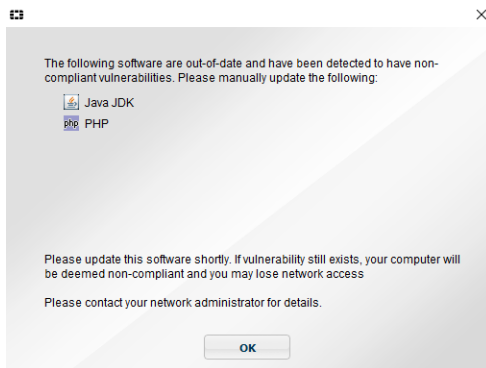 The following software are out-of-date and have been detected to have non-
compliant vulnerabilities. Please manually update the following:
Java JDK
php PHP
Please update this software shortly. If vulnerability still exists, your computer will
be deemed non-compliant and you may lose network access
Please contact your network administrator for details.
OK